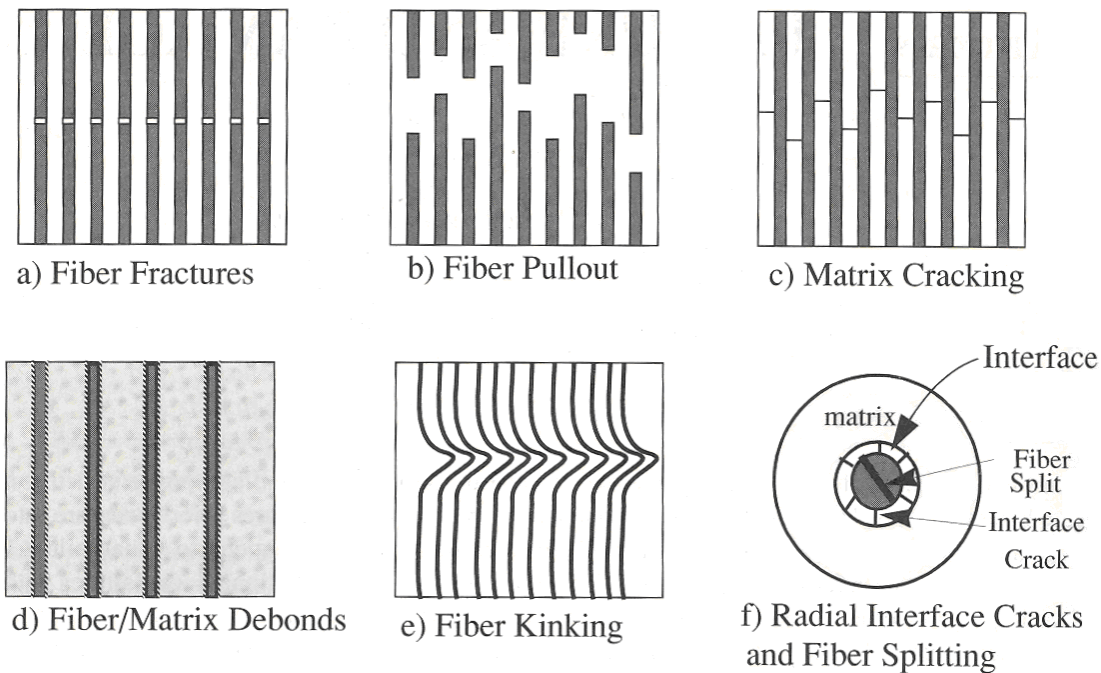 a) Fiber Fractures
b) Fiber Pullout
c) Matrix Cracking
d) Fiber/Matrix Debonds
e) Fiber Kinking
Interface
matrix
Fiber
Split
Interface
Crack
f) Radial Interface Cracks
and Fiber Splitting